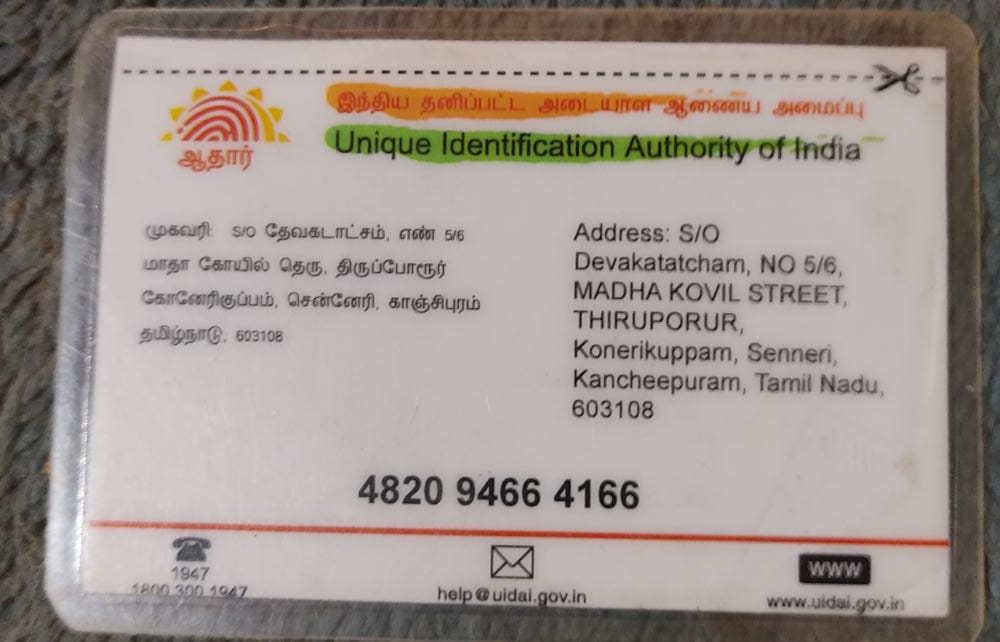 இந்திய தனிப்பட்ட அடையாள ஆணைய அமைப்பு
Unique Identification Authority of India
ஆதார்
முகவரி: S/O தேவகடாட்சம், எண் 5/6
மாதா கோயில் தெரு, திருப்போரூர்
கோனேரிகுப்பம், சென்னேரி, காஞ்சிபுரம்
தமிழ்நாடு, 603108
Address: S/O
Devakatatcham, NO 5/6,
MADHA KOVIL STREET,
THIRUPORUR,
Konerikuppam, Senneri,
Kancheepuram, Tamil Nadu,
603108
4820 9466 4166
1947
1800 300 1947
help@uidai.gov.in
WWW
www.uidai.gov.in